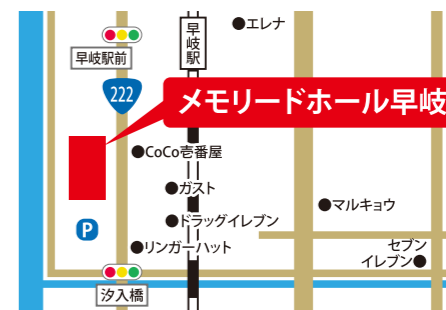 ●エレナ
早岐駅
早岐駅前
222
メモリードホール早岐
●CoCo壱番屋
●ガスト
●マルキョウ
●ドラッグイレブン
P
●リンガーハット
セブン
イレブン●
汐入橋